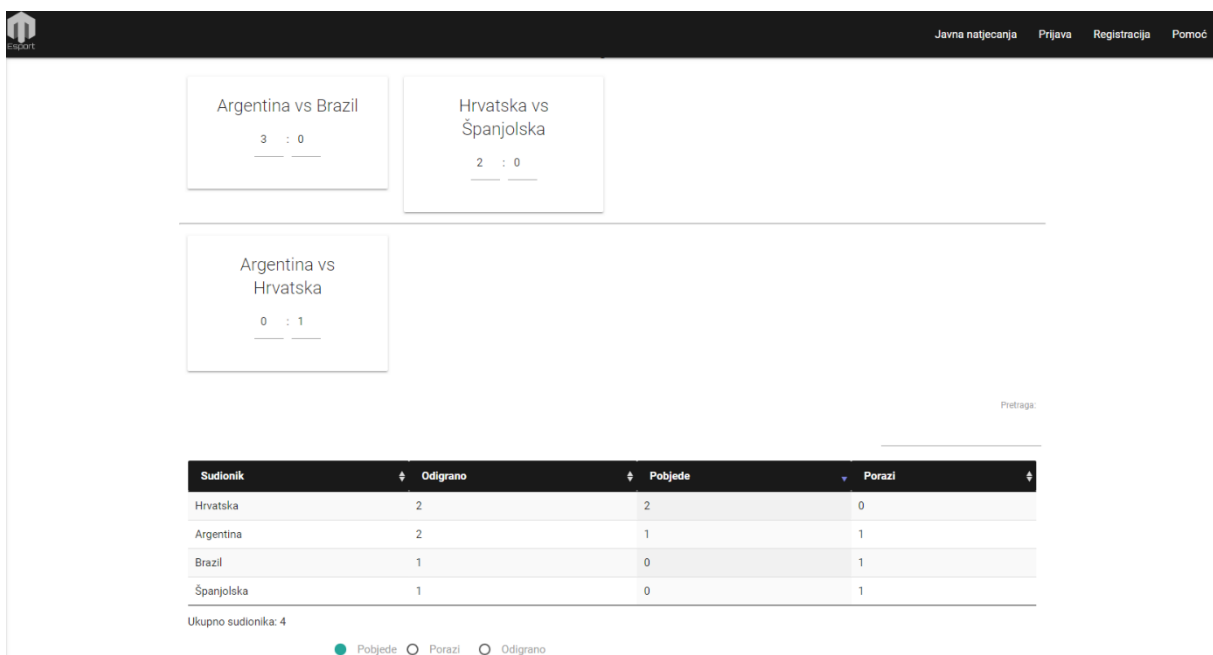 Esport
Javna natjecanja Prijava Registracija Pomoć
Argentina vs Brazil
3 : 0
Hrvatska vs
Španjolska
2 : 0
Argentina vs
Hrvatska
0 : 1
Pretraga:
Sudionik Odigrano Pobjede Porazi
Hrvatska 2 2 0
Argentina 2 1 1
Brazil 1 0 1
Španjolska 1 0 1
Ukupno sudionika: 4
Pobjede Porazi Odigrano